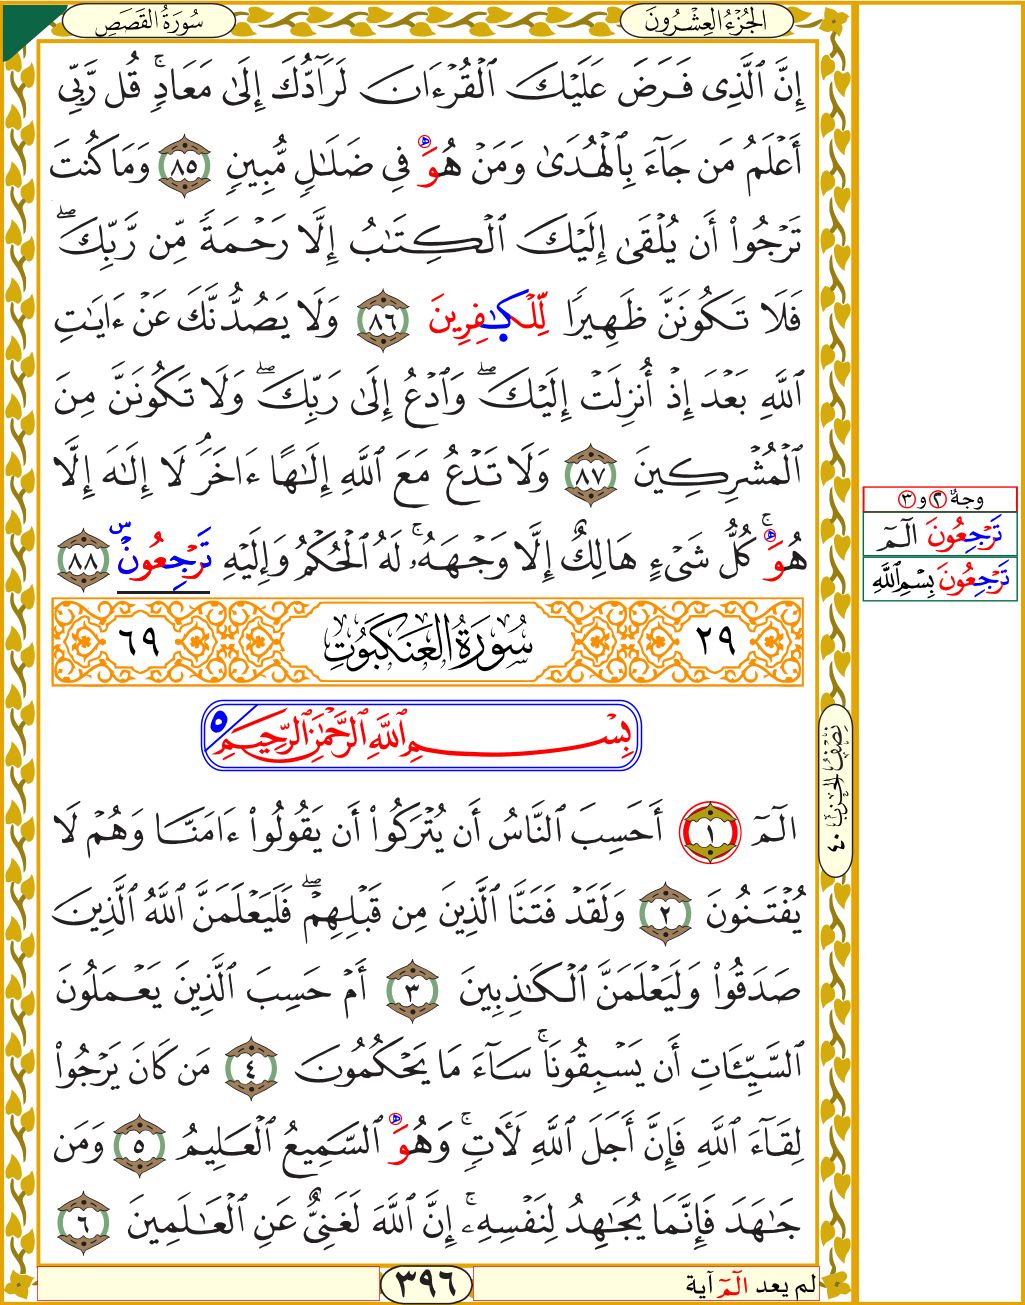 سُورَةُ القَصَصِ
الجُزْءُ العِشْرُونَ
إِنَّ ٱلَّذِى فَرَضَ عَلَيْكَ ٱلْقُرْءَانَ لَرَآدُّكَ إِلَىٰ مَعَادٍۢ ۚ قُل رَّبِّى
أَعْلَمُ مَن جَآءَ بِٱلْهُدَىٰ وَمَنْ هُوَ فِى ضَلَٰلٍۢ مُّبِينٍۢ ٨٥ وَمَا كُنتَ
تَرْجُوٓا۟ أَن يُلْقَىٰٓ إِلَيْكَ ٱلْكِتَٰبُ إِلَّا رَحْمَةًۭ مِّن رَّبِّكَ ۖ
فَلَا تَكُونَنَّ ظَهِيرًۭا لِّلْكَٰفِرِينَ ٨٦ وَلَا يَصُدُّنَّكَ عَنْ ءَايَٰتِ
ٱللَّهِ بَعْدَ إِذْ أُنزِلَتْ إِلَيْكَ ۖ وَٱدْعُ إِلَىٰ رَبِّكَ ۖ وَلَا تَكُونَنَّ مِنَ
ٱلْمُشْرِكِينَ ٨٧ وَلَا تَدْعُ مَعَ ٱللَّهِ إِلَٰهًا ءَاخَرَ ۘ لَآ إِلَٰهَ إِلَّا
هُوَ ۚ كُلُّ شَىْءٍ هَالِكٌ إِلَّا وَجْهَهُۥ ۚ لَهُ ٱلْحُكْمُ وَإِلَيْهِ تَرْجِعُونَ س ٨٨
وجهُ ٢ و ٣
تَرْجِعُونَ الٓمٓ
تَرْجِعُونَ بِسْمِ اللَّهِ
٢٩ سُورَةُ العَنكَبُوتِ ٦٩
بِسْمِ ٱللَّهِ ٱلرَّحْمَٰنِ ٱلرَّحِيمِ ٥
نصف الحزب ٤٠
الٓمٓ ١ أَحَسِبَ ٱلنَّاسُ أَن يُتْرَكُوٓا۟ أَن يَقُولُوٓا۟ ءَامَنَّا وَهُمْ لَا
يُفْتَنُونَ ٢ وَلَقَدْ فَتَنَّا ٱلَّذِينَ مِن قَبْلِهِمْ ۖ فَلَيَعْلَمَنَّ ٱللَّهُ ٱلَّذِينَ
صَدَقُوا۟ وَلَيَعْلَمَنَّ ٱلْكَٰذِبِينَ ٣ أَمْ حَسِبَ ٱلَّذِينَ يَعْمَلُونَ
ٱلسَّيِّـَٔاتِ أَن يَسْبِقُونَا ۚ سَآءَ مَا يَحْكُمُونَ ٤ مَن كَانَ يَرْجُوا۟
لِقَآءَ ٱللَّهِ فَإِنَّ أَجَلَ ٱللَّهِ لَـَٔاتٍۢ ۚ وَهُوَ ٱلسَّمِيعُ ٱلْعَلِيمُ ٥ وَمَن
جَٰهَدَ فَإِنَّمَا يُجَٰهِدُ لِنَفْسِهِۦٓ ۚ إِنَّ ٱللَّهَ لَغَنِىٌّ عَنِ ٱلْعَٰلَمِينَ ٦
لم يعد الٓمٓ آية
٣٩٦